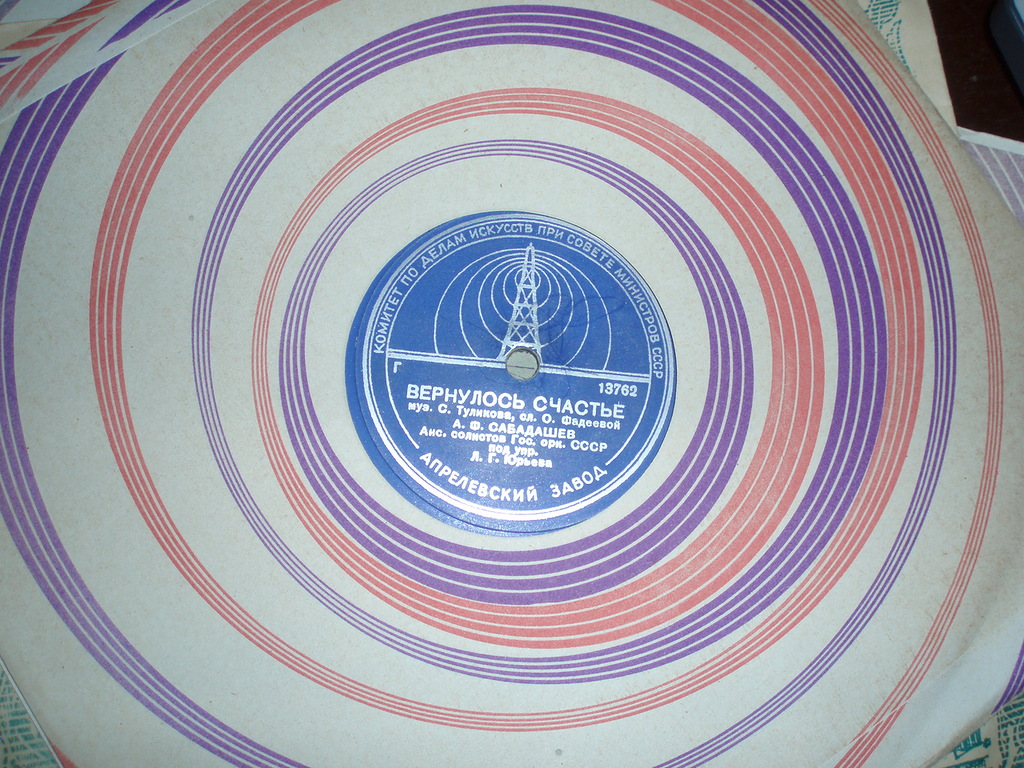 КОМИТЕТ ПО ДЕЛАМ ИСКУССТВ ПРИ СОВЕТЕ МИНИСТРОВ СССР
Г 13762
ВЕРНУЛОСЬ СЧАСТЬЕ
муз. С. Туликова, сл. О. Фадеевой
А. Ф. САБАДАШЕВ
Анс. солистов Гос. орк. СССР
под упр.
Л. Г. Юрьева
АПРЕЛЕВСКИЙ ЗАВОД